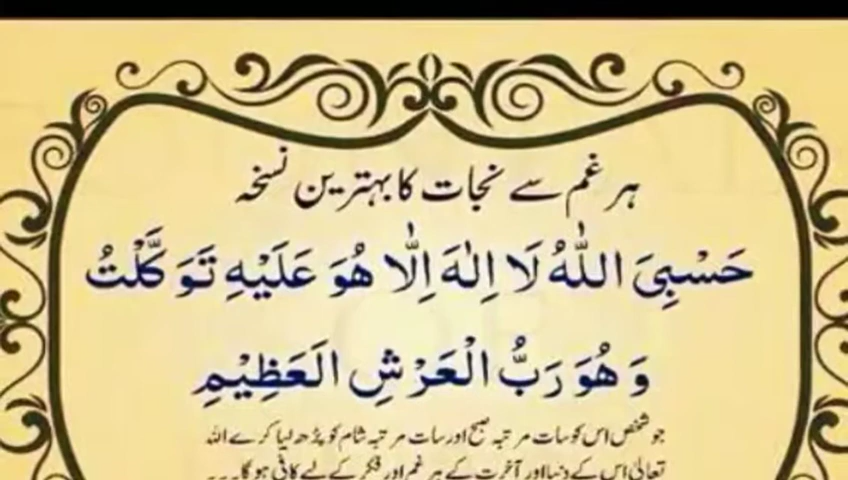 ہر غم سے نجات کا بہترین نسخہ
حَسْبِیَ اللّٰهُ لَا اِلٰهَ اِلَّا هُوَ عَلَیْهِ تَوَکَّلْتُ
وَ هُوَ رَبُّ الْعَرْشِ الْعَظِیْمِ
جو شخص اس کو سات مرتبہ صبح اور سات مرتبہ شام کو پڑھ لیا کرے اللہ
تعالیٰ اس کے دنیا اور آخرت کے ہر غم اور فکر کے لیے کافی ہوگا۔۔۔